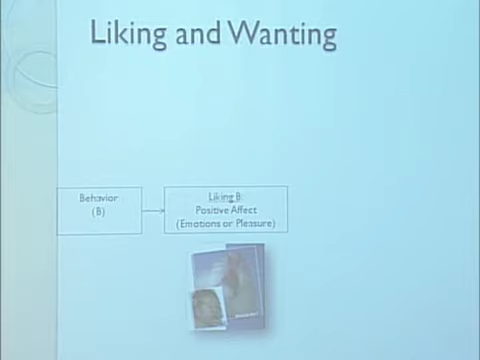 Liking and Wanting
Behavior
(B)
Liking B:
Positive Affect
(Emotions or Pleasure)